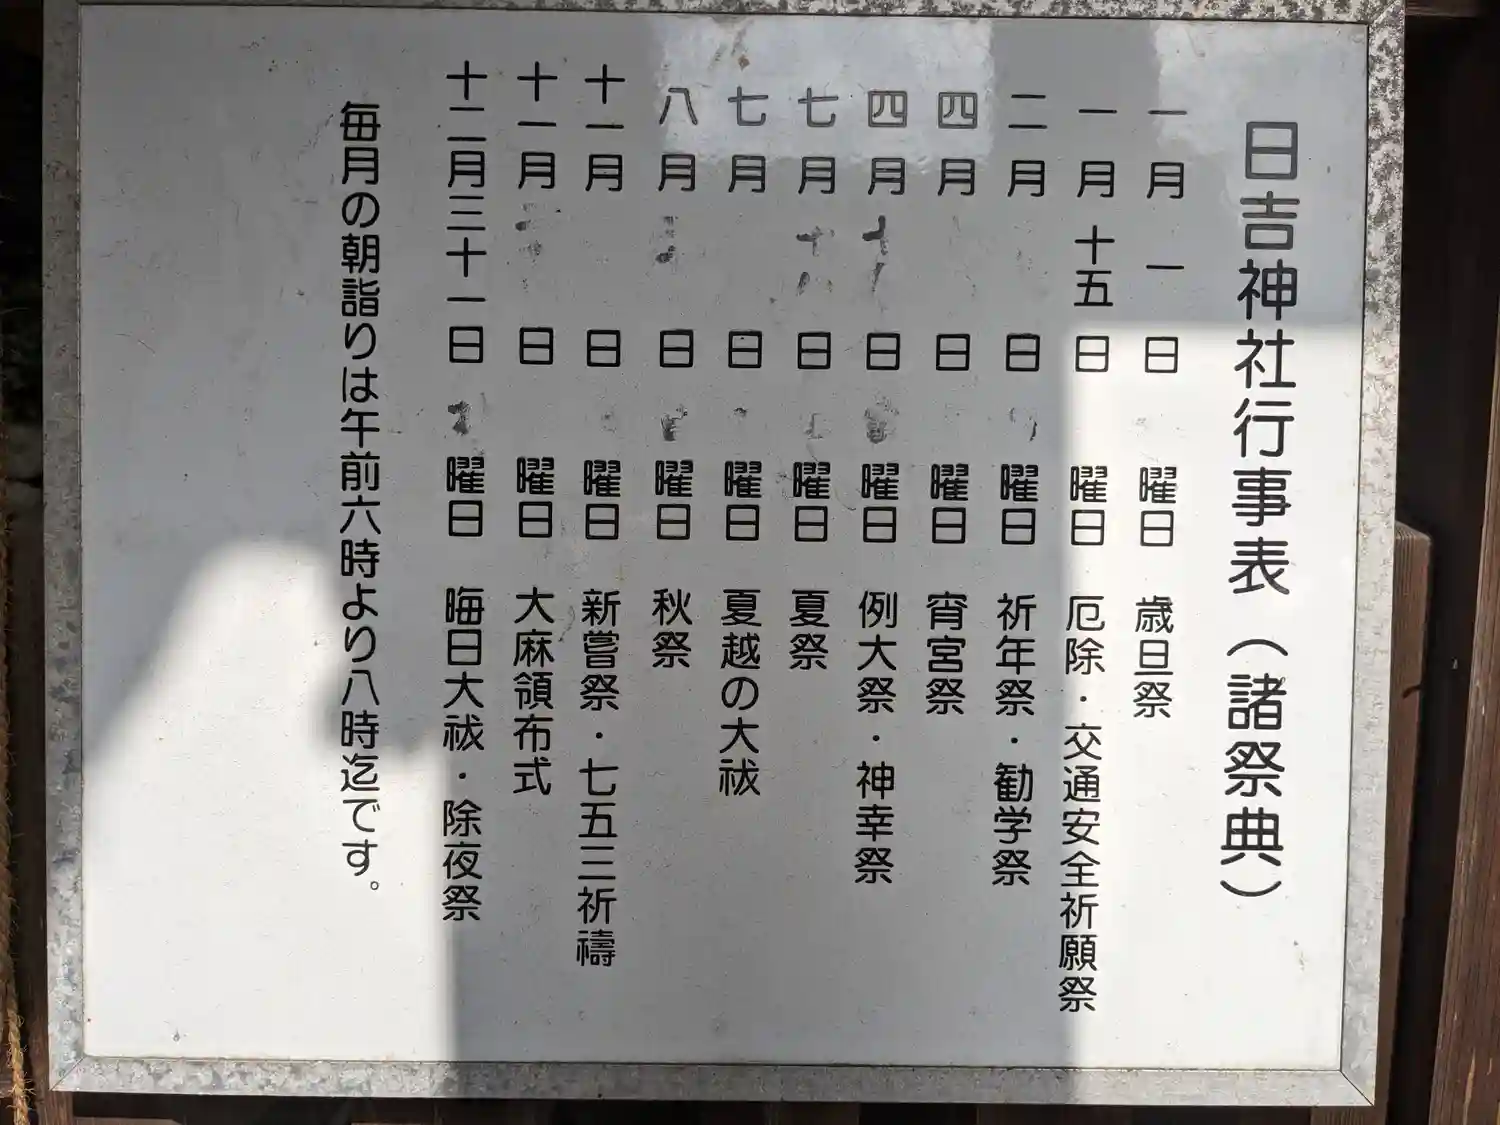 日吉神社行事表（諸祭典）
一月一日 曜日 歳旦祭
一月十五日 曜日 厄除・交通安全祈願祭
二月 日 曜日 祈年祭・勧学祭
四月 日 曜日 宵宮祭
四月 日 曜日 例大祭・神幸祭
七月 日 曜日 夏祭
七月 日 曜日 夏越の大祓
八月 日 曜日 秋祭
十一月 日 曜日 新嘗祭・七五三祈禱
十一月 日 曜日 大麻領布式
十二月三十一日 曜日 晦日大祓・除夜祭
毎月の朝詣りは午前六時より八時迄です。